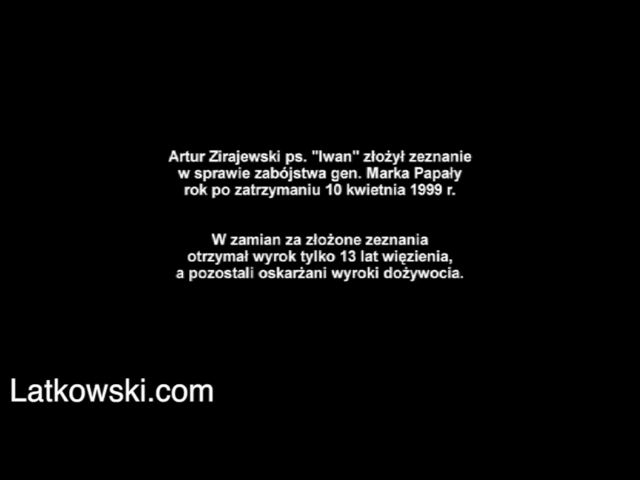 Artur Zirajewski ps. "Iwan" złożył zeznanie
w sprawie zabójstwa gen. Marka Papały
rok po zatrzymaniu 10 kwietnia 1999 r.
W zamian za złożone zeznania
otrzymał wyrok tylko 13 lat więzienia,
a pozostali oskarżani wyroki dożywocia.
Latkowski.com